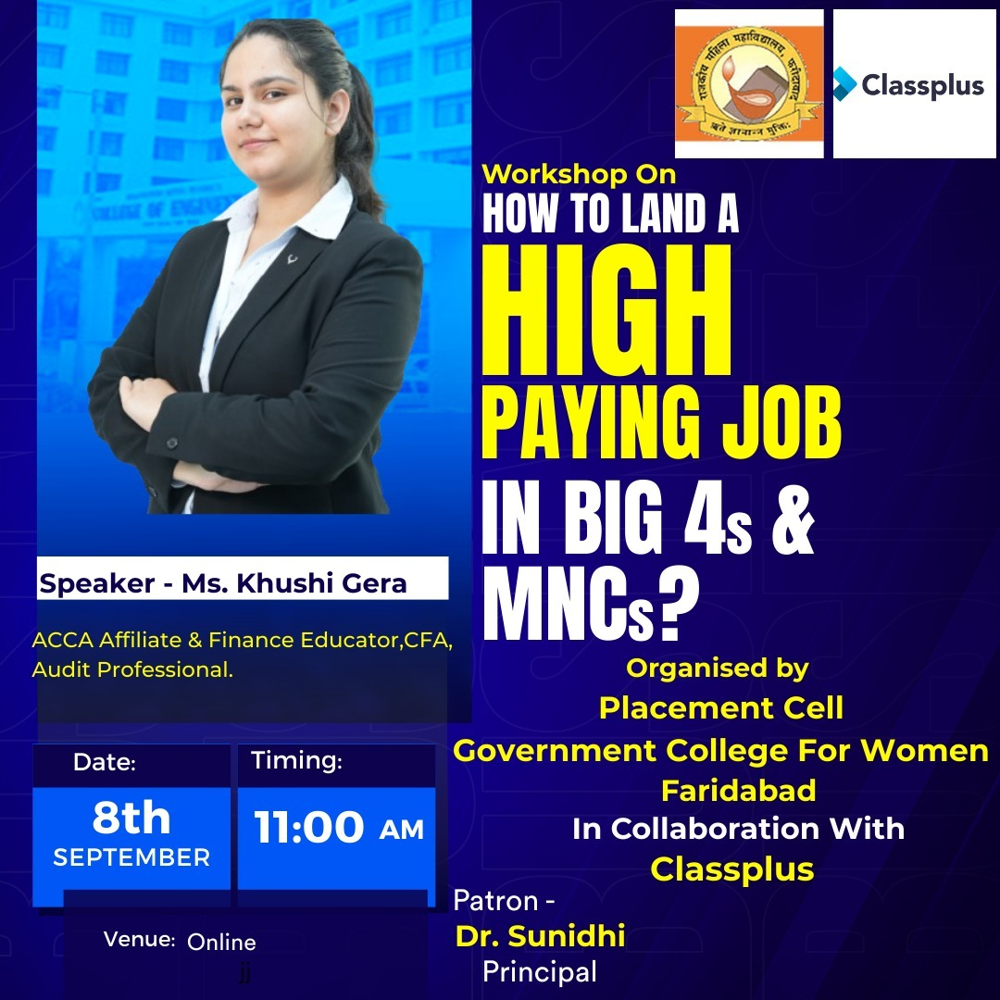 राजकीय महिला महाविद्यालय, फरीदाबाद
ऋते ज्ञानान्न मुक्तिः
Classplus
COLLEGE OF ENGINEE
Workshop On
HOW TO LAND A
HIGH
PAYING JOB
IN BIG 4s &
MNCs?
Speaker - Ms. Khushi Gera
ACCA Affiliate & Finance Educator,CFA,
Audit Professional.
Date:
8th
SEPTEMBER
Timing:
11:00 AM
Venue: Online
jj
Organised by
Placement Cell
Government College For Women
Faridabad
In Collaboration With
Classplus
Patron -
Dr. Sunidhi
Principal